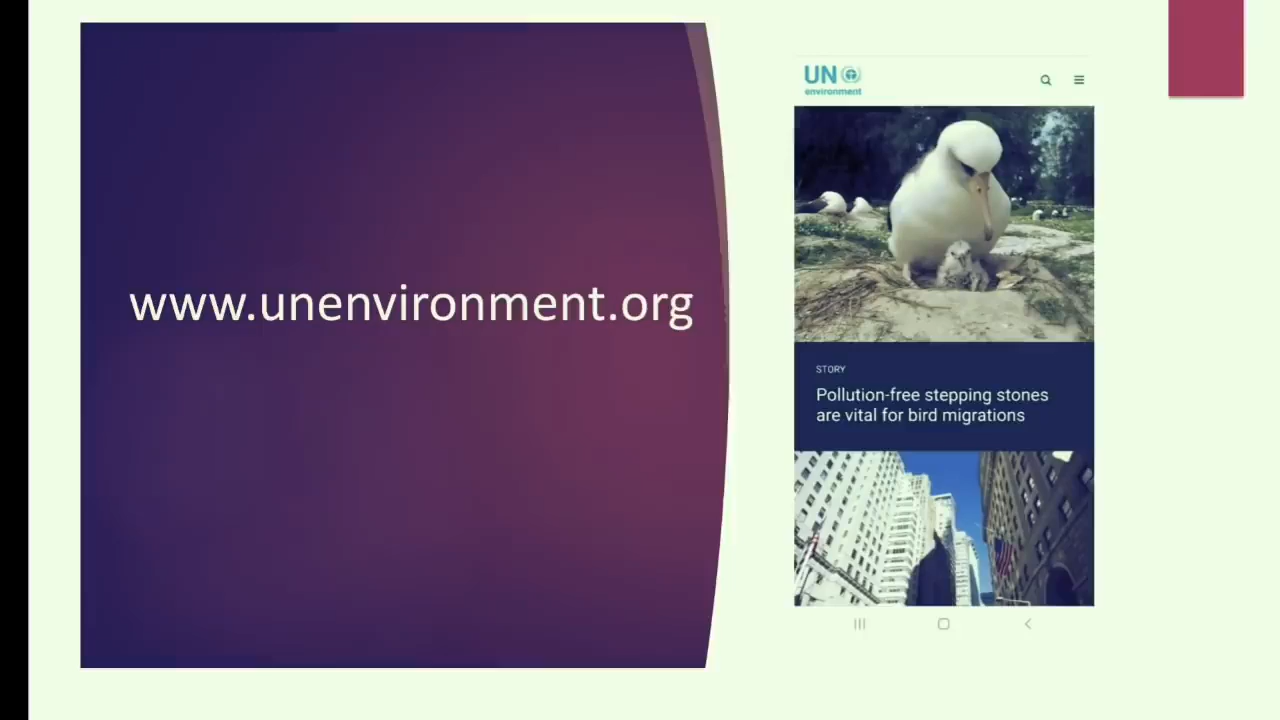 www.unenvironment.org
UN
environment
STORY
Pollution-free stepping stones
are vital for bird migrations